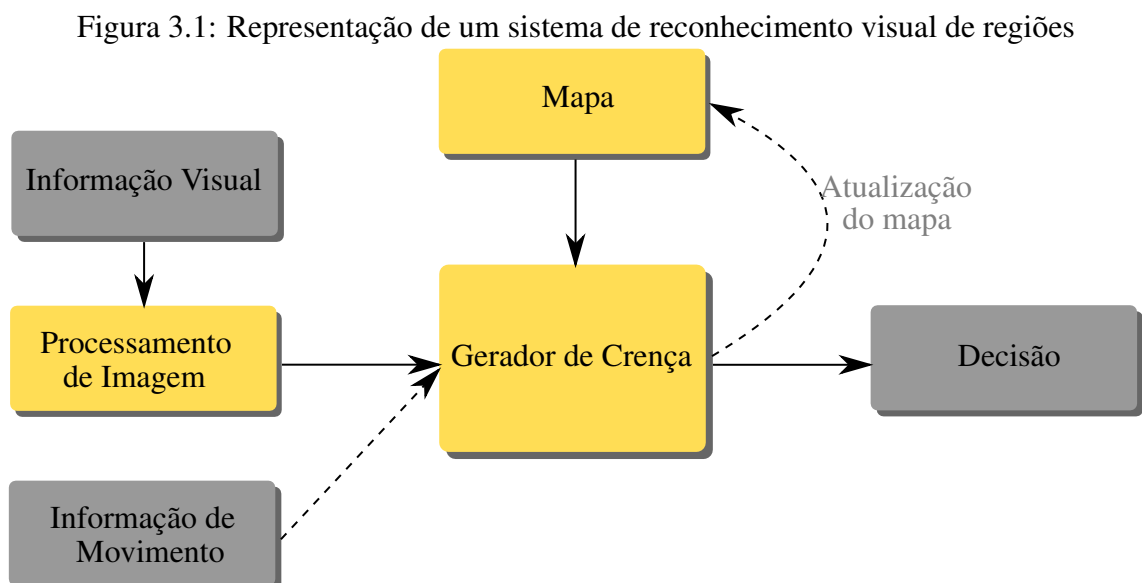 Figura 3.1: Representação de um sistema de reconhecimento visual de regiões
Mapa
Informação Visual
Atualização
do mapa
Processamento
de Imagem
Gerador de Crença
Decisão
Informação de
Movimento